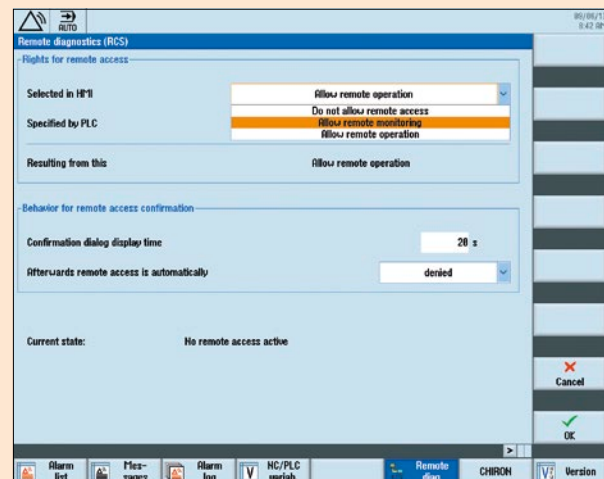 AUTO
8:42 AM
Remote diagnostics (RCS)
Rights for remote access
Selected in HMI
Allow remote operation
Do not allow remote access
Allow remote monitoring
Allow remote operation
Specified by PLC
Resulting from this
Allow remote operation
Behavior for remote access confirmation
Confirmation dialog display time
20 s
Afterwards remote access is automatically
denied
Current state:
No remote access active
Cancel
OK
>
Alarm list
Mes- sages
Alarm log
V
NC/PLC variab
Remote diag
CHIRON
Version